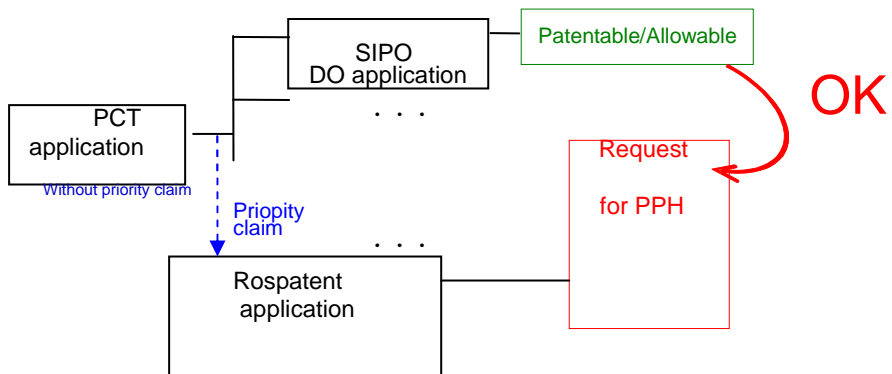 SIPO
DO application
Patentable/Allowable
OK
PCT
application
Without priority claim
. . .
Request
for PPH
Priopity
claim
. . .
Rospatent
application